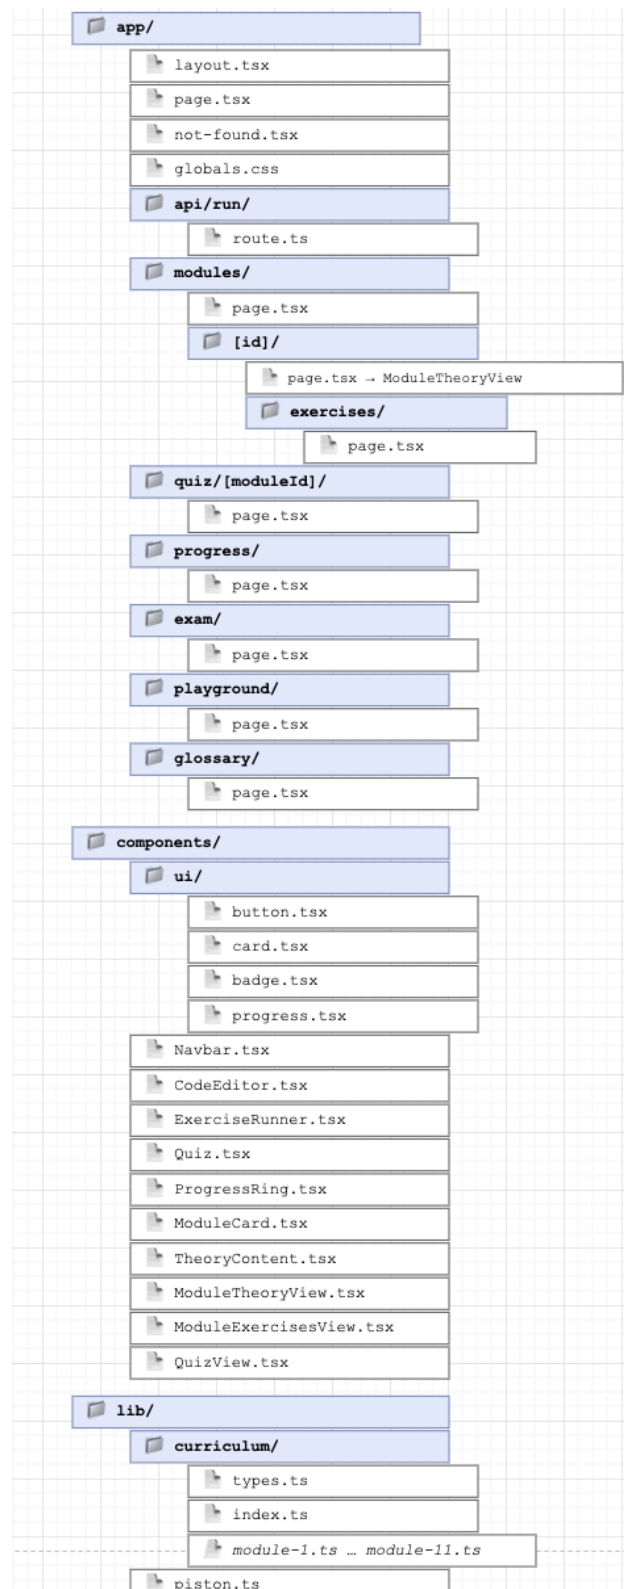 app/
layout.tsx
page.tsx
not-found.tsx
globals.css
api/run/
route.ts
modules/
page.tsx
[id]/
page.tsx → ModuleTheoryView
exercises/
page.tsx
quiz/[moduleId]/
page.tsx
progress/
page.tsx
exam/
page.tsx
playground/
page.tsx
glossary/
page.tsx
components/
ui/
button.tsx
card.tsx
badge.tsx
progress.tsx
Navbar.tsx
CodeEditor.tsx
ExerciseRunner.tsx
Quiz.tsx
ProgressRing.tsx
ModuleCard.tsx
TheoryContent.tsx
ModuleTheoryView.tsx
ModuleExercisesView.tsx
QuizView.tsx
lib/
curriculum/
types.ts
index.ts
module-1.ts … module-11.ts
piston.ts